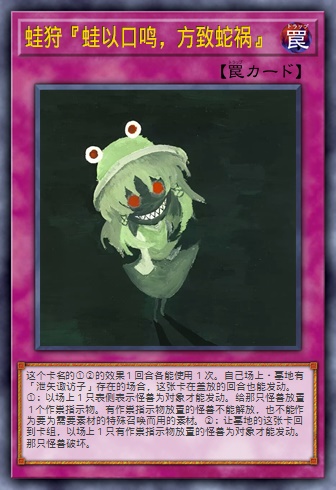 蛙狩『蛙以口鸣，方致蛇祸』
罠
トラップ
【罠カード】
这个卡名的①②的效果1回合各能使用1次。自己场上·墓地有
「泄矢诹访子」存在的场合，这张卡在盖放的回合也能发动。
①：以场上1只表侧表示怪兽为对象才能发动。给那只怪兽放置
1个作祟指示物。有作祟指示物放置的怪兽不能解放，也不能作
为要为需要素材的特殊召唤而用的素材。②：让墓地的这张卡回
到卡组，以场上1只有作祟指示物放置的怪兽为对象才能发动。
那只怪兽破坏。